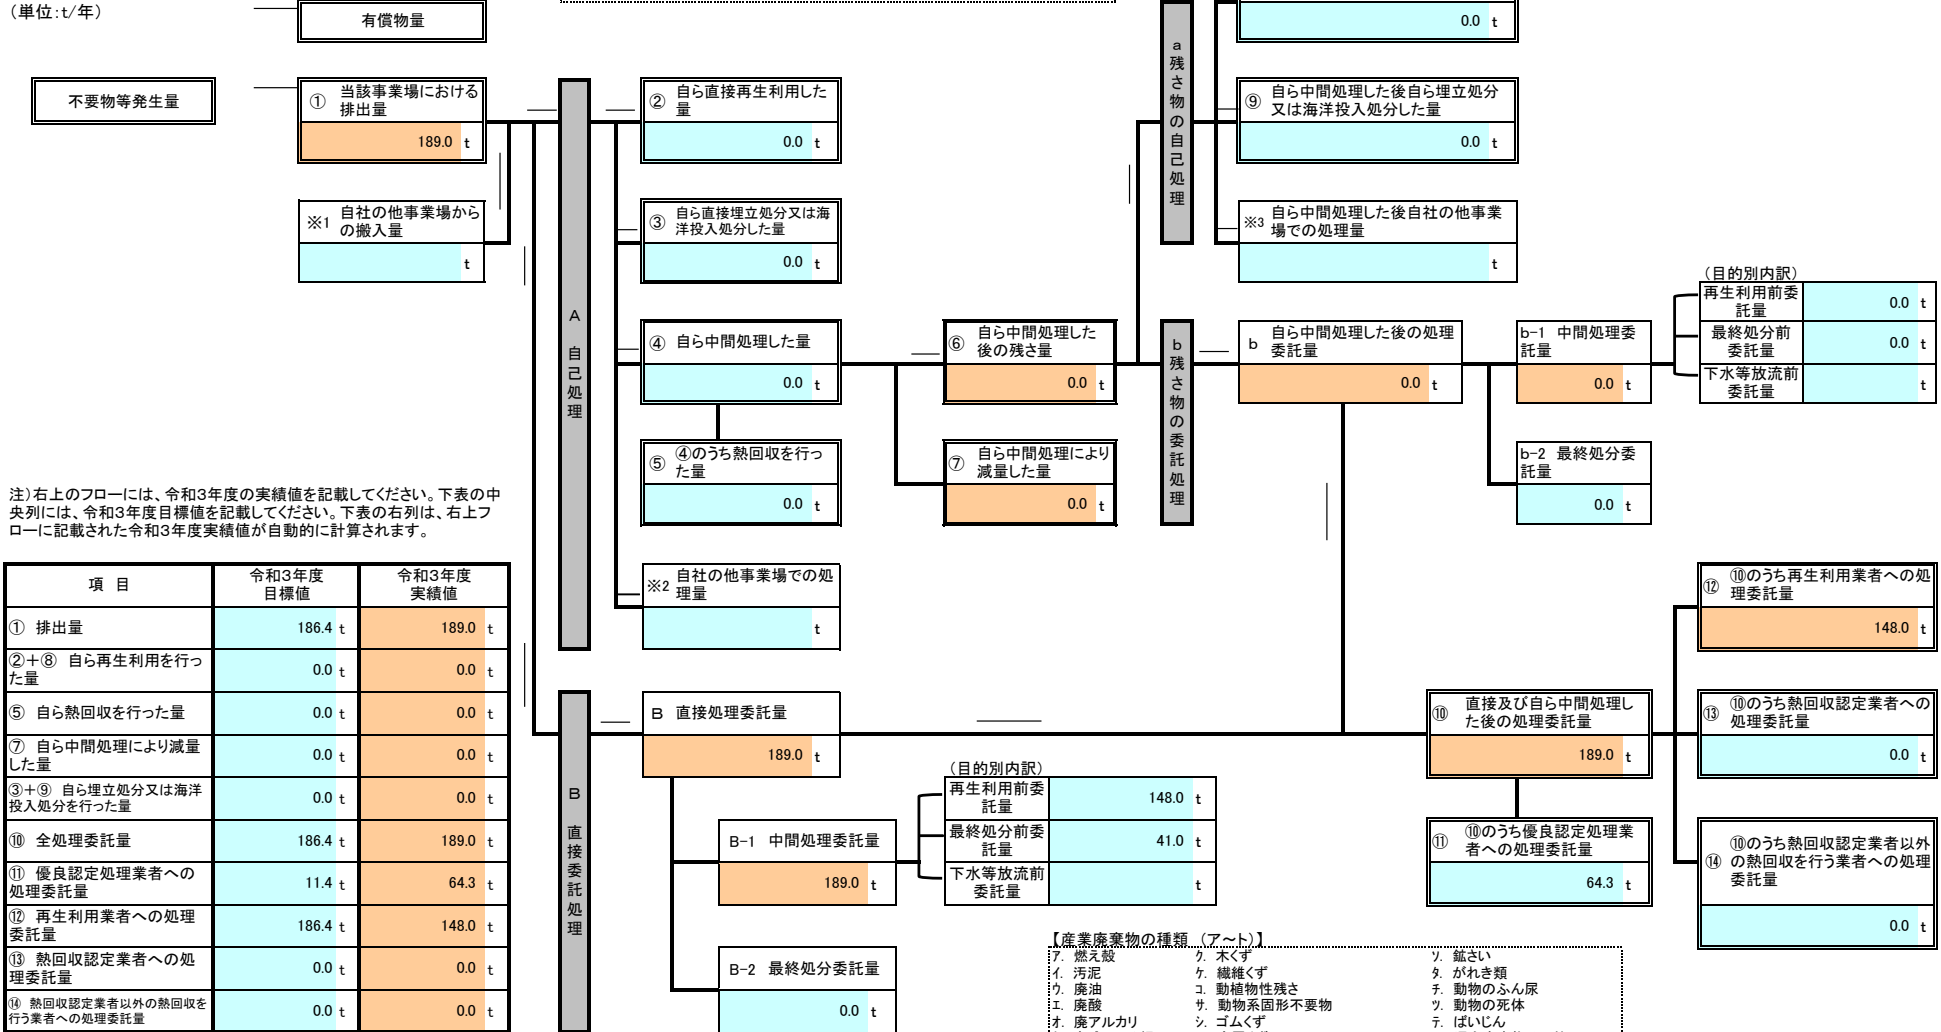 （単位：t/年）
有償物量
不要物等発生量
① 当該事業場における
排出量
189.0 t
※1 自社の他事業場から
の搬入量
t
A 自己処理
② 自ら直接再生利用した
量
0.0 t
③ 自ら直接埋立処分又は海
洋投入処分した量
0.0 t
④ 自ら中間処理した量
0.0 t
⑤ ④のうち熱回収を行っ
た量
0.0 t
※2 自社の他事業場での処
理量
t
⑥ 自ら中間処理した
後の残さ量
0.0 t
⑦ 自ら中間処理により
減量した量
0.0 t
a 残さ物の自己処理
0.0 t
⑨ 自ら中間処理した後自ら埋立処分
又は海洋投入処分した量
0.0 t
※3 自ら中間処理した後自社の他事業
場での処理量
t
b 残さ物の委託処理
b 自ら中間処理した後の処理
委託量
0.0 t
b-1 中間処理委
託量
0.0 t
b-2 最終処分委
託量
0.0 t
（目的別内訳）
再生利用前委
託量
0.0 t
最終処分前
委託量
0.0 t
下水等放流前
委託量
t
注）右上のフローには、令和３年度の実績値を記載してください。下表の中
央列には、令和３年度目標値を記載してください。下表の右列は、右上フ
ローに記載された令和３年度実績値が自動的に計算されます。
項 目 令和３年度
目標値 令和３年度
実績値
① 排出量 186.4 t 189.0 t
②＋⑧ 自ら再生利用を行っ
た量 0.0 t 0.0 t
⑤ 自ら熱回収を行った量 0.0 t 0.0 t
⑦ 自ら中間処理により減量
した量 0.0 t 0.0 t
③＋⑨ 自ら埋立処分又は海洋
投入処分を行った量 0.0 t 0.0 t
⑩ 全処理委託量 186.4 t 189.0 t
⑪ 優良認定処理業者への
処理委託量 11.4 t 64.3 t
⑫ 再生利用業者への処理
委託量 186.4 t 148.0 t
⑬ 熱回収認定業者への処
理委託量 0.0 t 0.0 t
⑭ 熱回収認定業者以外の熱回収を
行う業者への処理委託量 0.0 t 0.0 t
B 直接委託処理
B 直接処理委託量
189.0 t
B-1 中間処理委託量
189.0 t
B-2 最終処分委託量
0.0 t
（目的別内訳）
再生利用前委
託量
148.0 t
最終処分前委
託量
41.0 t
下水等放流前
委託量
⑩ 直接及び自ら中間処理し
た後の処理委託量
189.0 t
⑪ ⑩のうち優良認定処理業
者への処理委託量
64.3 t
⑫ ⑩のうち再生利用業者への処
理委託量
148.0 t
⑬ ⑩のうち熱回収認定業者への
処理委託量
0.0 t
⑭ ⑩のうち熱回収認定業者以外
の熱回収を行う業者への処理
委託量
0.0 t
【産業廃棄物の種類 （ア～ト）】
ア. 燃え殻 ク. 木くず ソ. 鉱さい
イ. 汚泥 ケ. 繊維くず タ. がれき類
ウ. 廃油 コ. 動植物性残さ チ. 動物のふん尿
エ. 廃酸 サ. 動物系固形不要物 ツ. 動物の死体
オ. 廃アルカリ シ. ゴムくず テ. ばいじん